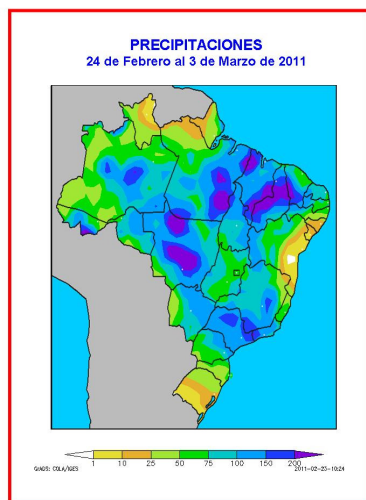 PRECIPITACIONES
24 de Febrero al 3 de Marzo de 2011
1 10 25 50 75 100 150 200
GrADS: COLA/IGES 2011-02-23-10:24